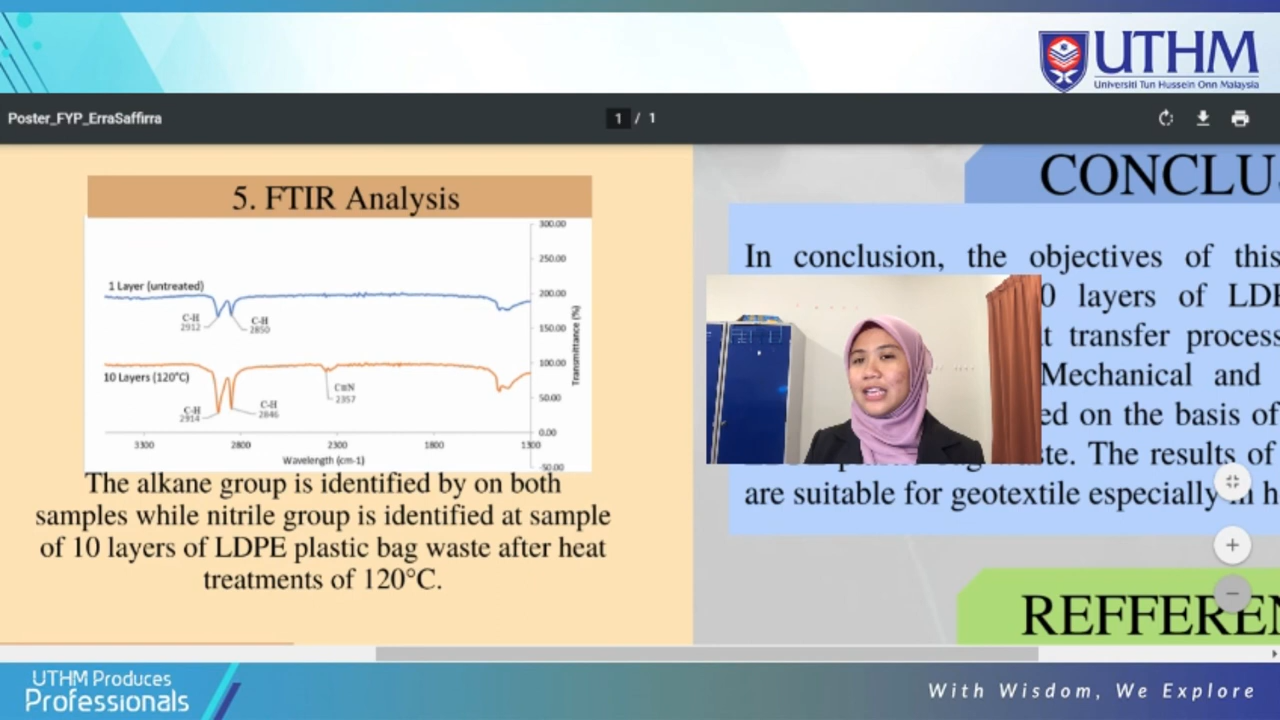 UTHM
Universiti Tun Hussein Onn Malaysia
Poster_FYP_ErraSaffirra
1 / 1
5. FTIR Analysis
300.00
250.00
200.00
150.00
100.00
50.00
0.00
-50.00
Transmittance (%)
1 Layer (untreated)
C-H
2912
C-H
2850
10 Layers (120°C)
C-H
2914
C-H
2846
C≡N
2357
3300
2800
2300
1800
1300
Wavelength (cm-1)
The alkane group is identified by on both
samples while nitrile group is identified at sample
of 10 layers of LDPE plastic bag waste after heat
treatments of 120°C.
CONCLU
In conclusion, the objectives of this
0 layers of LD
transfer process
Mechanical and
ed on the basis of
The results of
are suitable for geotextile especially
REFFEREN
UTHM Produces
Professionals
With Wisdom, We Explore